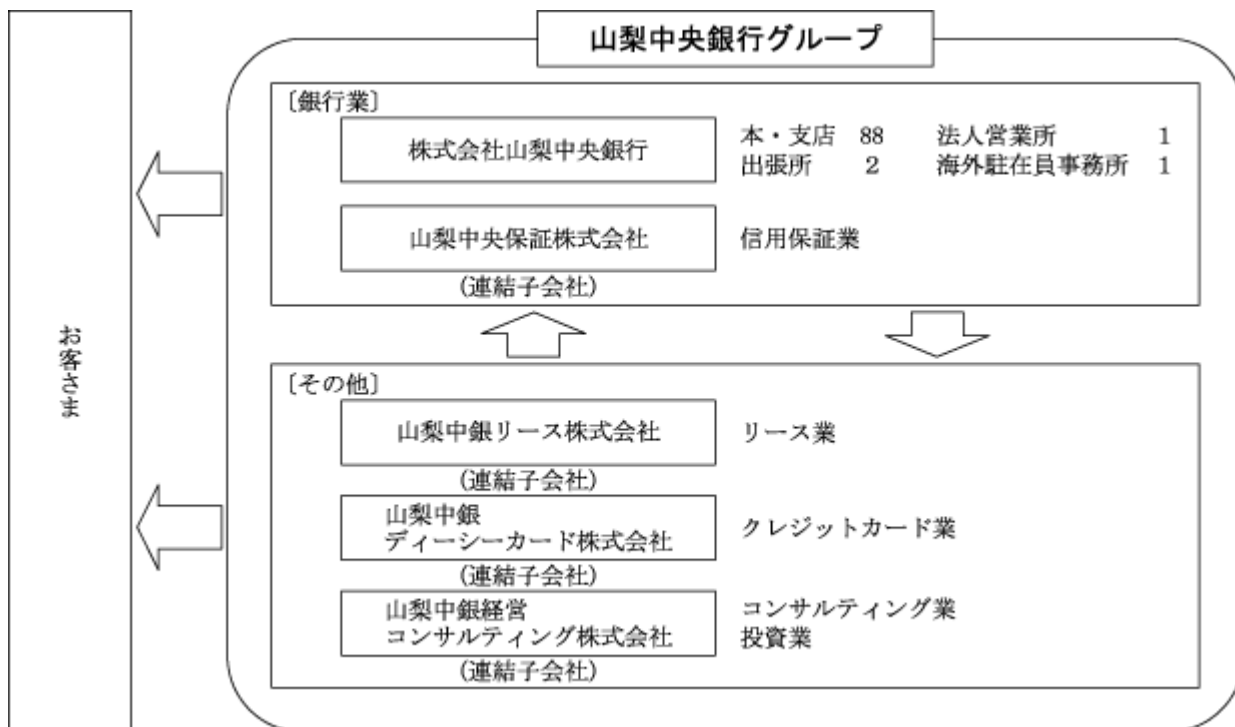 山梨中央銀行グループ
〔銀行業〕
株式会社山梨中央銀行
本・支店 88 法人営業所 1
出張所 2 海外駐在員事務所 1
山梨中央保証株式会社
信用保証業
(連結子会社)
お客さま
〔その他〕
山梨中銀リース株式会社
リース業
(連結子会社)
山梨中銀
ディーシーカード株式会社
クレジットカード業
(連結子会社)
山梨中銀経営
コンサルティング株式会社
コンサルティング業
投資業
(連結子会社)